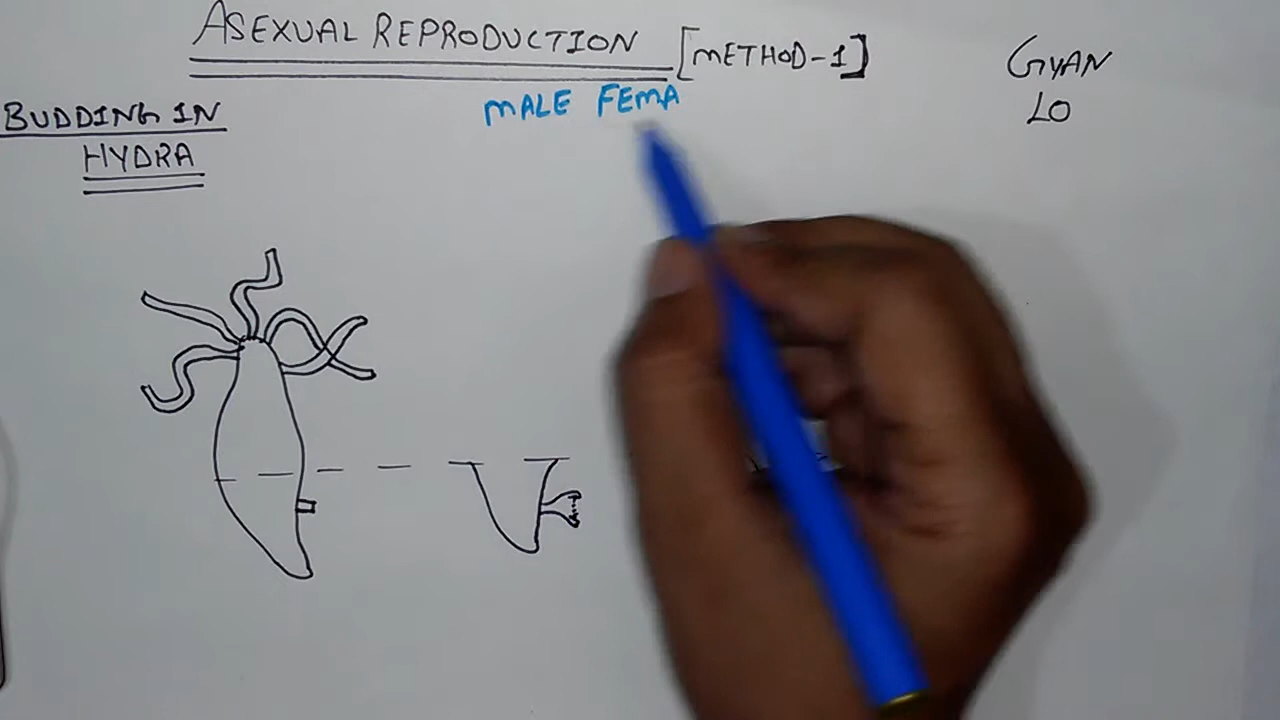 ASEXUAL REPRODUCTION [METHOD-1]
GYAN
LO
MALE FEMA
BUDDING IN
HYDRA